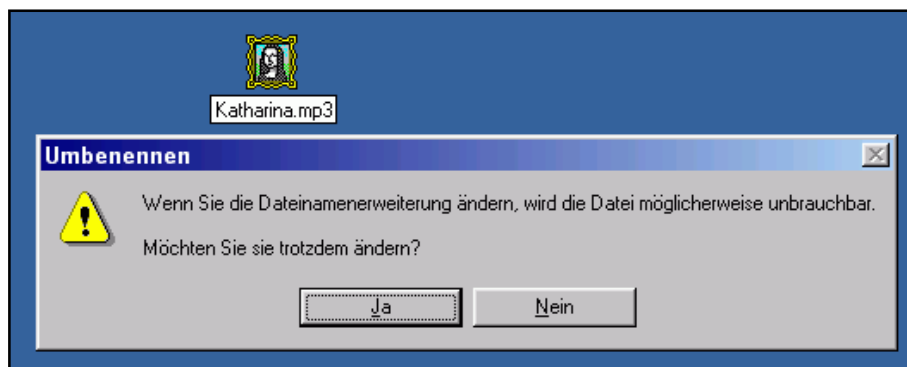 Katharina.mp3
Umbenennen
Wenn Sie die Dateinamenerweiterung ändern, wird die Datei möglicherweise unbrauchbar.
Möchten Sie sie trotzdem ändern?
Ja
Nein